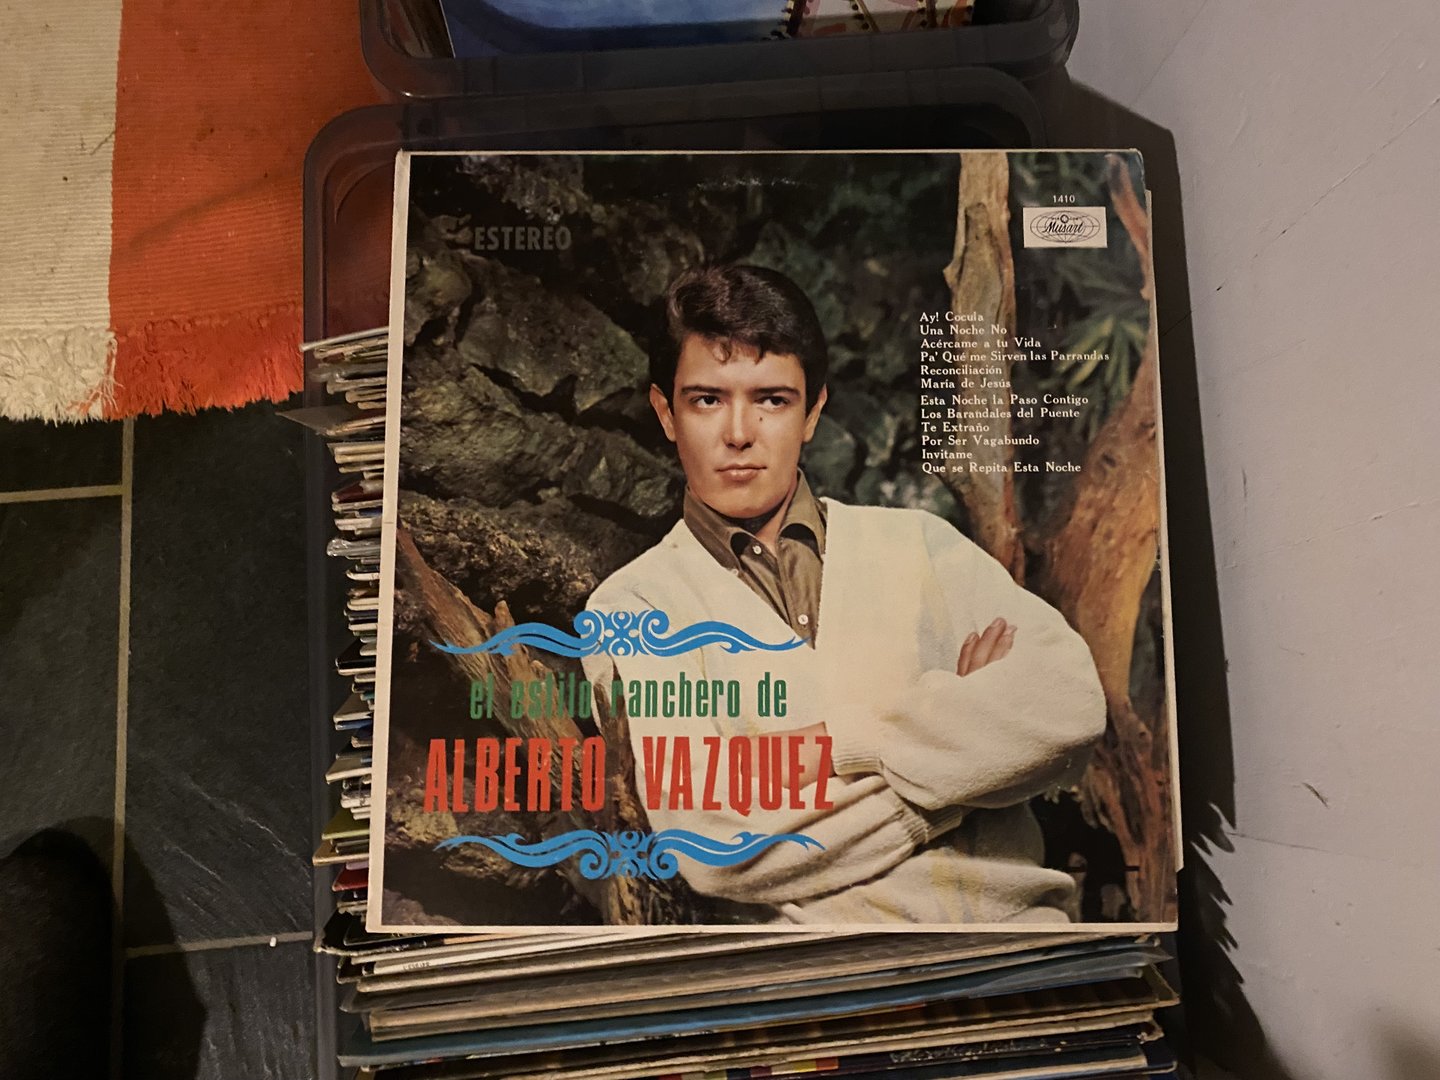 ESTEREO
1410
Musart
Ay! Cocula
Una Noche No
Acércame a tu Vida
Pa' Qué me Sirven las Parrandas
Reconciliación
María de Jesús
Esta Noche la Paso Contigo
Los Barandales del Puente
Te Extraño
Por Ser Vagabundo
Invitame
Que se Repita Esta Noche
el estilo ranchero de
ALBERTO VAZQUEZ